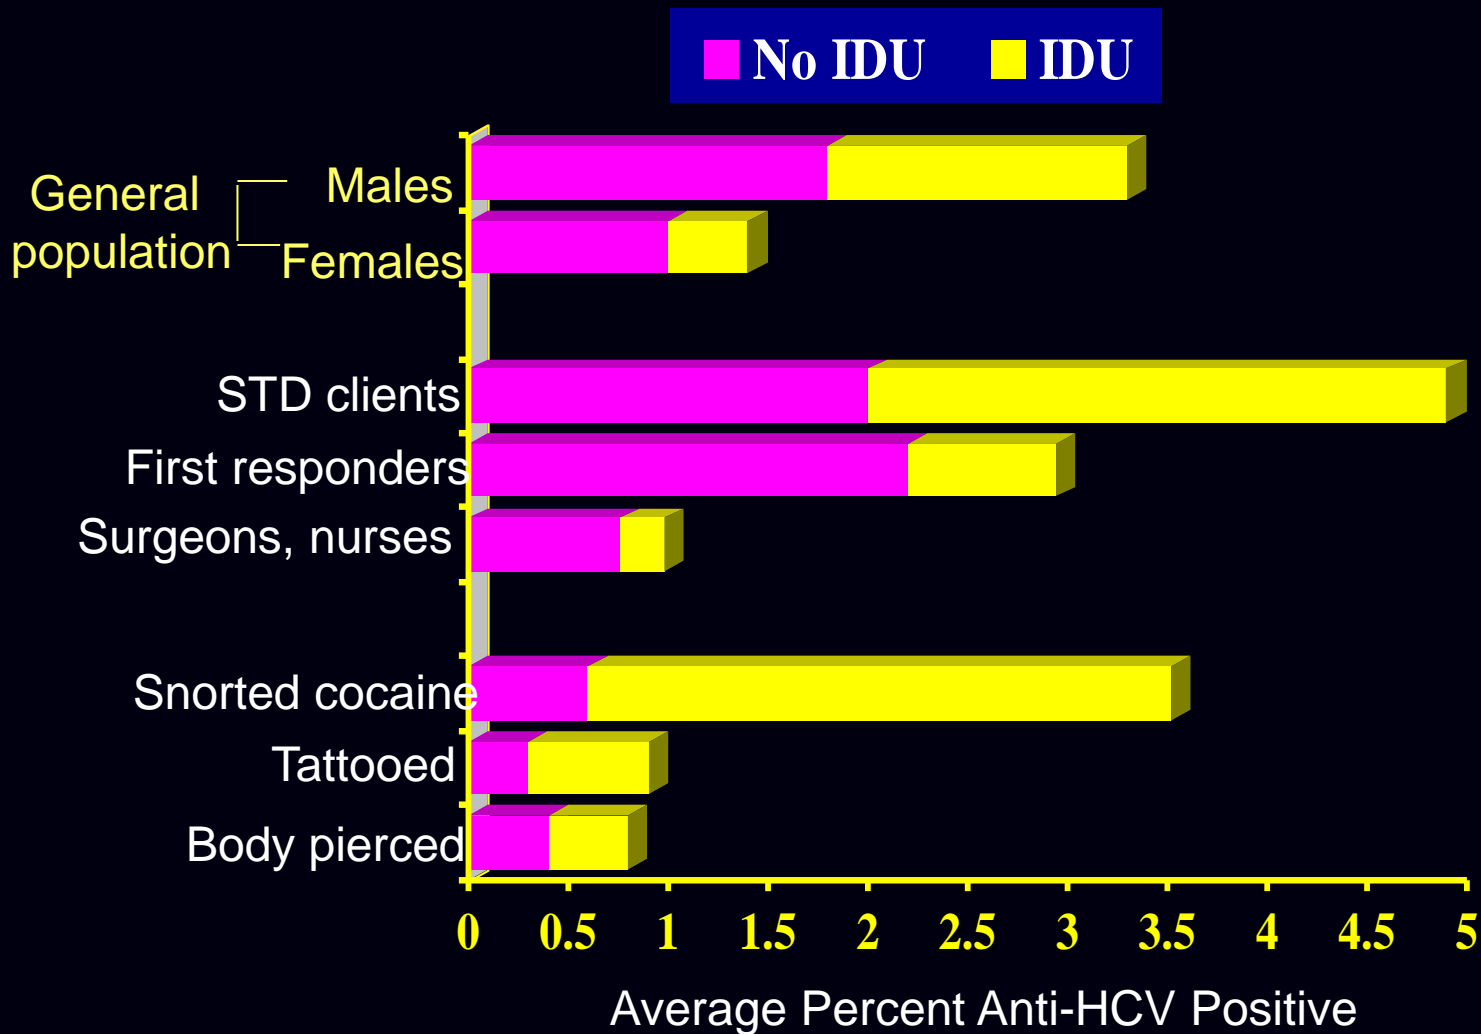 No IDU IDU
General
population
Males
Females
STD clients
First responders
Surgeons, nurses
Snorted cocaine
Tattooed
Body pierced
0 0.5 1 1.5 2 2.5 3 3.5 4 4.5 5
Average Percent Anti-HCV Positive